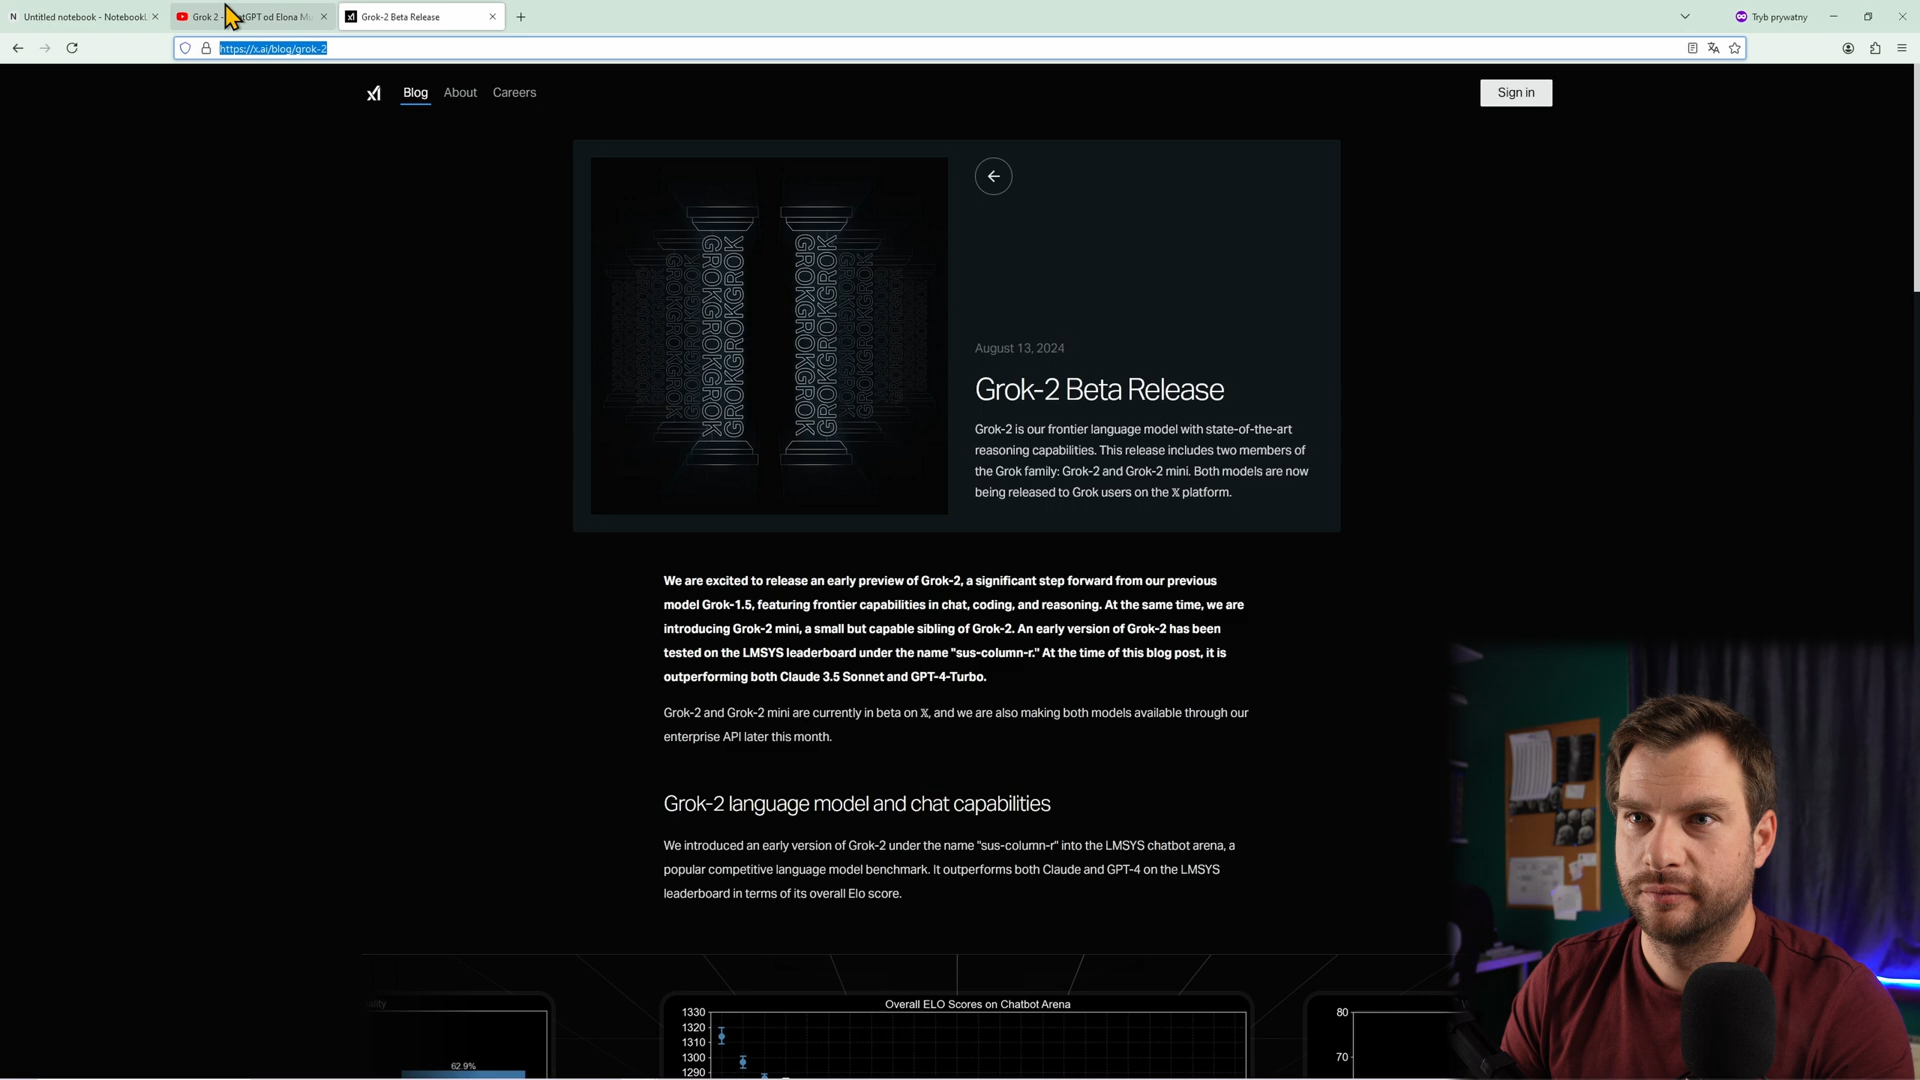 Untitled notebook - NotebookL
Grok 2 - ChatGPT od Elona Mu
Grok-2 Beta Release
Tryb prywatny
https://x.ai/blog/grok-2
xI
Blog
About
Careers
Sign in
GROKGROKGROK
GROKGROKGROK
GROKGROKGROK
GROKGROKGROK
August 13, 2024
Grok-2 Beta Release
Grok-2 is our frontier language model with state-of-the-art
reasoning capabilities. This release includes two members of
the Grok family: Grok-2 and Grok-2 mini. Both models are now
being released to Grok users on the 𝕏 platform.
We are excited to release an early preview of Grok-2, a significant step forward from our previous
model Grok-1.5, featuring frontier capabilities in chat, coding, and reasoning. At the same time, we are
introducing Grok-2 mini, a small but capable sibling of Grok-2. An early version of Grok-2 has been
tested on the LMSYS leaderboard under the name "sus-column-r." At the time of this blog post, it is
outperforming both Claude 3.5 Sonnet and GPT-4-Turbo.
Grok-2 and Grok-2 mini are currently in beta on 𝕏, and we are also making both models available through our
enterprise API later this month.
Grok-2 language model and chat capabilities
We introduced an early version of Grok-2 under the name "sus-column-r" into the LMSYS chatbot arena, a
popular competitive language model benchmark. It outperforms both Claude and GPT-4 on the LMSYS
leaderboard in terms of its overall Elo score.
62.9%
Overall ELO Scores on Chatbot Arena
1330
1320
1310
1300
1290
80
70